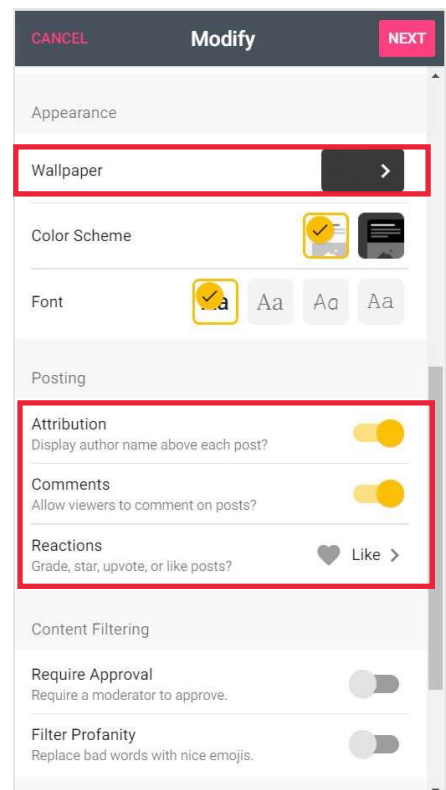 CANCEL Modify NEXT
Appearance
Wallpaper
Color Scheme
Font Aa Aa Aa
Posting
Attribution
Display author name above each post?
Comments
Allow viewers to comment on posts?
Reactions
Grade, star, upvote, or like posts?
Like
Content Filtering
Require Approval
Require a moderator to approve.
Filter Profanity
Replace bad words with nice emojis.